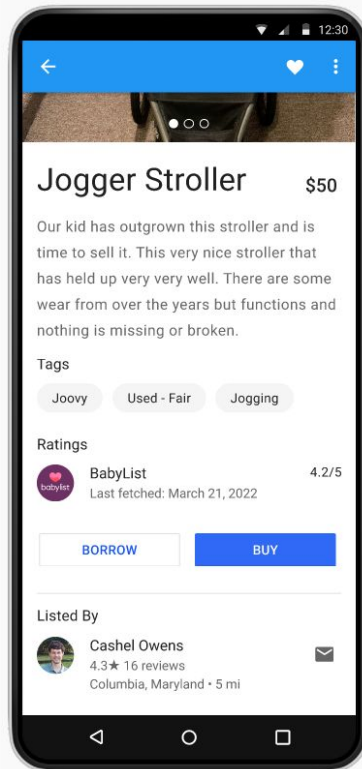 12:30
Jogger Stroller
$50
Our kid has outgrown this stroller and is
time to sell it. This very nice stroller that
has held up very very well. There are some
wear from over the years but functions and
nothing is missing or broken.
Tags
Joovy Used - Fair Jogging
Ratings
babylist
BabyList 4.2/5
Last fetched: March 21, 2022
BORROW BUY
Listed By
Cashel Owens
4.3★ 16 reviews
Columbia, Maryland • 5 mi